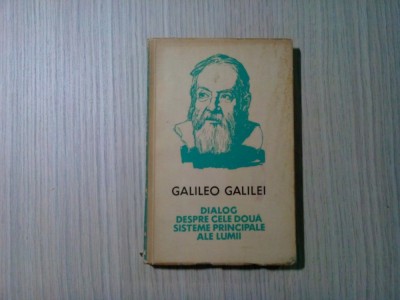 GALILEO GALILEI
DIALOG
DESPRE CELE DOUĂ
SISTEME PRINCIPALE
ALE LUMII